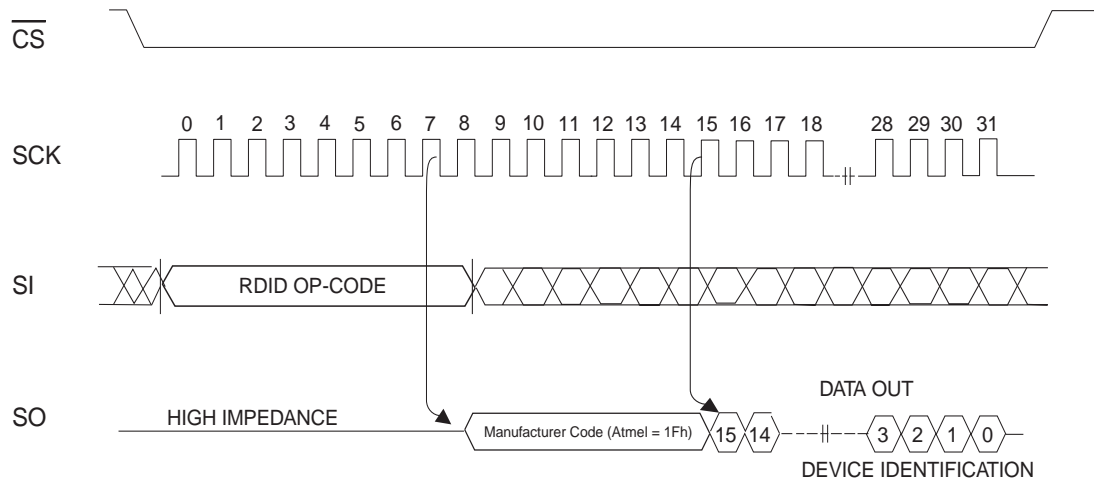 CS
0 1 2 3 4 5 6 7 8 9 10 11 12 13 14 15 16 17 18 28 29 30 31
SCK
SI
RDID OP-CODE
DATA OUT
SO
HIGH IMPEDANCE
Manufacturer Code (Atmel = 1Fh) 15 14 3 2 1 0
DEVICE IDENTIFICATION